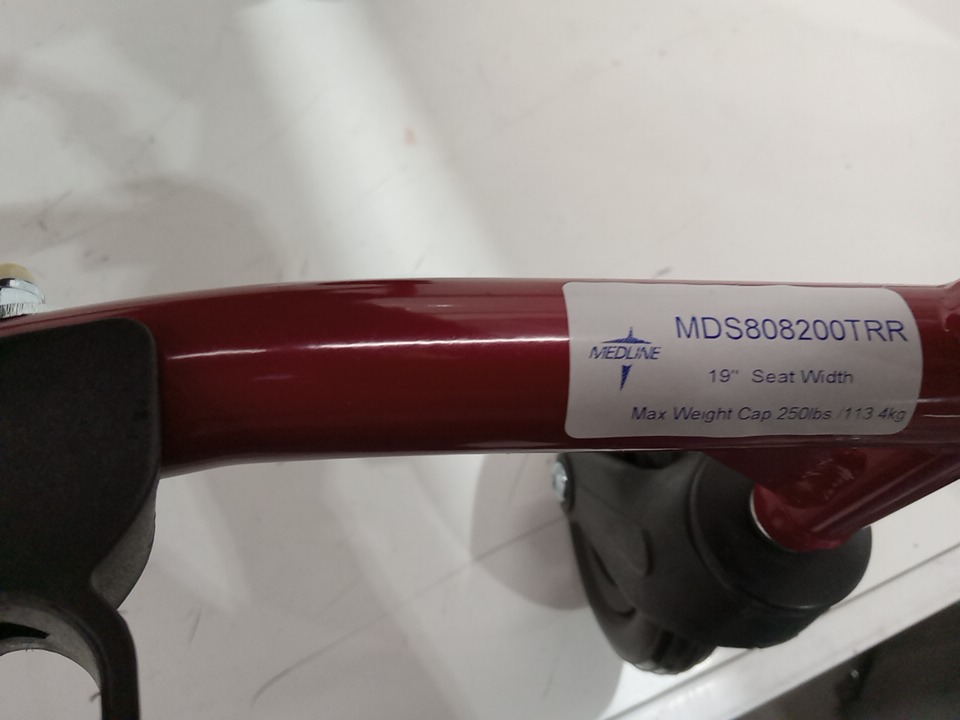 MEDLINE
MDS808200TRR
19" Seat Width
Max Weight Cap 250lbs /113.4kg